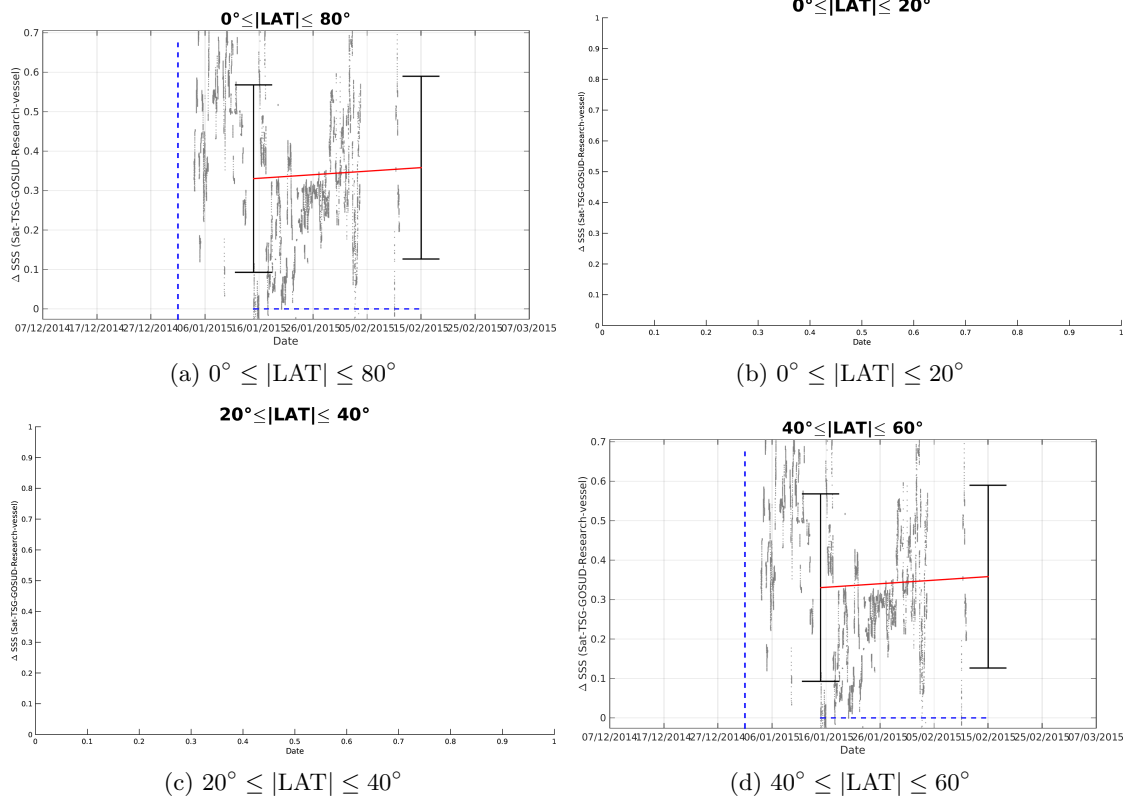 0°≤|LAT|≤ 80°
0.7
0.6
0.5
0.4
0.3
0.2
0.1
0
Δ SSS (Sat-TSG-GOSUD-Research-vessel)
07/12/2014 17/12/2014 27/12/2014 06/01/2015 16/01/2015 26/01/2015 05/02/2015 15/02/2015 25/02/2015 07/03/2015
Date
(a) 0° ≤ |LAT| ≤ 80°
0°≤|LAT|≤ 20°
1
0.9
0.8
0.7
0.6
0.5
0.4
0.3
0.2
0.1
0
Δ SSS (Sat-TSG-GOSUD-Research-vessel)
0 0.1 0.2 0.3 0.4 0.5 0.6 0.7 0.8 0.9 1
Date
(b) 0° ≤ |LAT| ≤ 20°
20°≤|LAT|≤ 40°
1
0.9
0.8
0.7
0.6
0.5
0.4
0.3
0.2
0.1
0
Δ SSS (Sat-TSG-GOSUD-Research-vessel)
0 0.1 0.2 0.3 0.4 0.5 0.6 0.7 0.8 0.9 1
Date
(c) 20° ≤ |LAT| ≤ 40°
40°≤|LAT|≤ 60°
0.7
0.6
0.5
0.4
0.3
0.2
0.1
0
Δ SSS (Sat-TSG-GOSUD-Research-vessel)
07/12/2014 17/12/2014 27/12/2014 06/01/2015 16/01/2015 26/01/2015 05/02/2015 15/02/2015 25/02/2015 07/03/2015
Date
(d) 40° ≤ |LAT| ≤ 60°